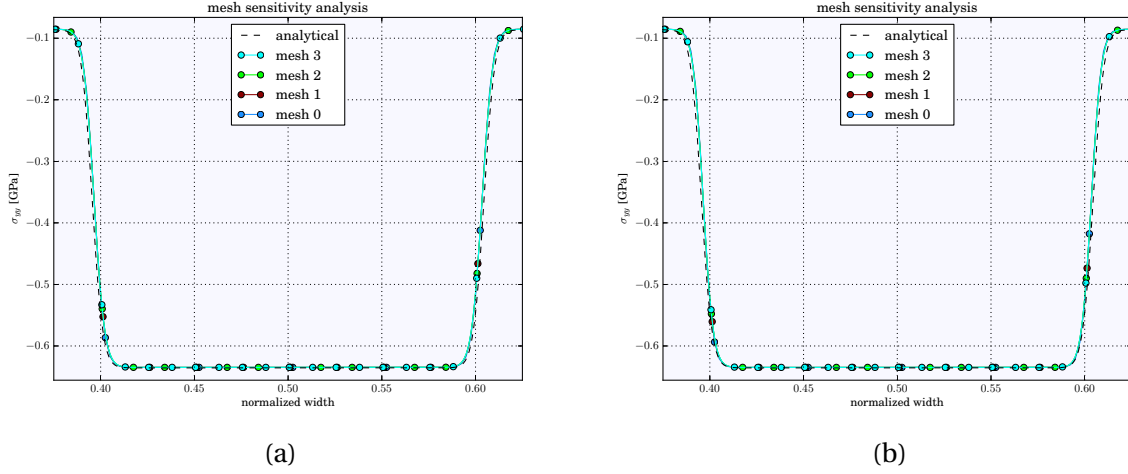 mesh sensitivity analysis
−0.1
−0.2
−0.3
−0.4
−0.5
−0.6
σyy [GPa]
analytical
mesh 3
mesh 2
mesh 1
mesh 0
0.40 0.45 0.50 0.55 0.60
normalized width
(a)
mesh sensitivity analysis
−0.1
−0.2
−0.3
−0.4
−0.5
−0.6
σyy [GPa]
analytical
mesh 3
mesh 2
mesh 1
mesh 0
0.40 0.45 0.50 0.55 0.60
normalized width
(b)